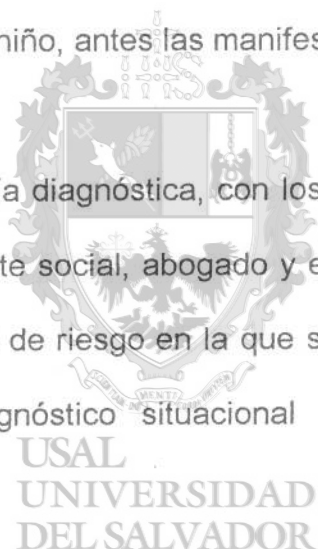 niño, antes las manifes
ía diagnóstica, con los
te social, abogado y e
de riesgo en la que s
gnóstico situacional
USAL
UNIVERSIDAD
DEL SALVADOR